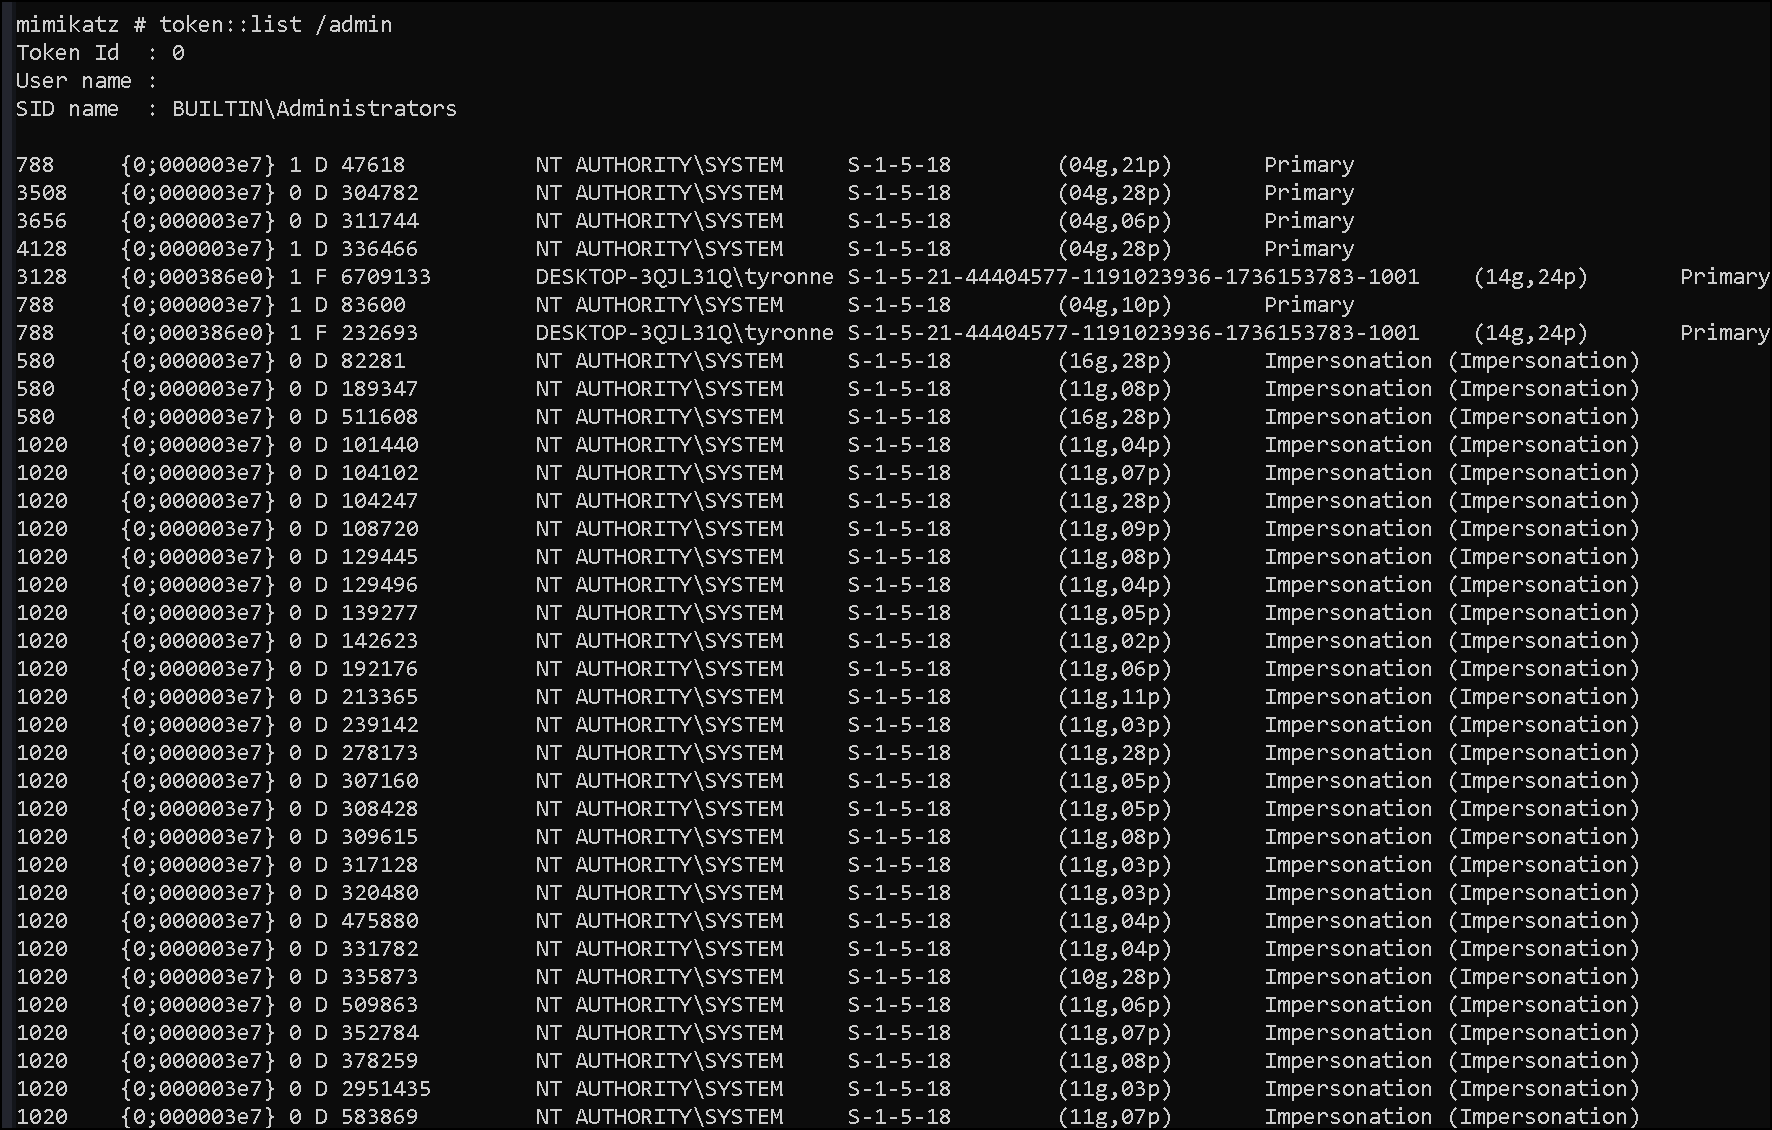 mimikatz # token::list /admin
Token Id  : 0
User name :
SID name  : BUILTIN\Administrators
788     {0;000003e7} 1 D 47618          NT AUTHORITY\SYSTEM     S-1-5-18        (04g,21p)       Primary
3508    {0;000003e7} 0 D 304782         NT AUTHORITY\SYSTEM     S-1-5-18        (04g,28p)       Primary
3656    {0;000003e7} 0 D 311744         NT AUTHORITY\SYSTEM     S-1-5-18        (04g,06p)       Primary
4128    {0;000003e7} 1 D 336466         NT AUTHORITY\SYSTEM     S-1-5-18        (04g,28p)       Primary
3128    {0;000386e0} 1 F 6709133        DESKTOP-3QJL31Q\tyronne S-1-5-21-44404577-1191023936-1736153783-1001    (14g,24p)       Primary
788     {0;000003e7} 1 D 83600          NT AUTHORITY\SYSTEM     S-1-5-18        (04g,10p)       Primary
788     {0;000386e0} 1 F 232693         DESKTOP-3QJL31Q\tyronne S-1-5-21-44404577-1191023936-1736153783-1001    (14g,24p)       Primary
580     {0;000003e7} 0 D 82281          NT AUTHORITY\SYSTEM     S-1-5-18        (16g,28p)       Impersonation (Impersonation)
580     {0;000003e7} 0 D 189347         NT AUTHORITY\SYSTEM     S-1-5-18        (11g,08p)       Impersonation (Impersonation)
580     {0;000003e7} 0 D 511608         NT AUTHORITY\SYSTEM     S-1-5-18        (16g,28p)       Impersonation (Impersonation)
1020    {0;000003e7} 0 D 101440         NT AUTHORITY\SYSTEM     S-1-5-18        (11g,04p)       Impersonation (Impersonation)
1020    {0;000003e7} 0 D 104102         NT AUTHORITY\SYSTEM     S-1-5-18        (11g,07p)       Impersonation (Impersonation)
1020    {0;000003e7} 0 D 104247         NT AUTHORITY\SYSTEM     S-1-5-18        (11g,28p)       Impersonation (Impersonation)
1020    {0;000003e7} 0 D 108720         NT AUTHORITY\SYSTEM     S-1-5-18        (11g,09p)       Impersonation (Impersonation)
1020    {0;000003e7} 0 D 129445         NT AUTHORITY\SYSTEM     S-1-5-18        (11g,08p)       Impersonation (Impersonation)
1020    {0;000003e7} 0 D 129496         NT AUTHORITY\SYSTEM     S-1-5-18        (11g,04p)       Impersonation (Impersonation)
1020    {0;000003e7} 0 D 139277         NT AUTHORITY\SYSTEM     S-1-5-18        (11g,05p)       Impersonation (Impersonation)
1020    {0;000003e7} 0 D 142623         NT AUTHORITY\SYSTEM     S-1-5-18        (11g,02p)       Impersonation (Impersonation)
1020    {0;000003e7} 0 D 192176         NT AUTHORITY\SYSTEM     S-1-5-18        (11g,06p)       Impersonation (Impersonation)
1020    {0;000003e7} 0 D 213365         NT AUTHORITY\SYSTEM     S-1-5-18        (11g,11p)       Impersonation (Impersonation)
1020    {0;000003e7} 0 D 239142         NT AUTHORITY\SYSTEM     S-1-5-18        (11g,03p)       Impersonation (Impersonation)
1020    {0;000003e7} 0 D 278173         NT AUTHORITY\SYSTEM     S-1-5-18        (11g,28p)       Impersonation (Impersonation)
1020    {0;000003e7} 0 D 307160         NT AUTHORITY\SYSTEM     S-1-5-18        (11g,05p)       Impersonation (Impersonation)
1020    {0;000003e7} 0 D 308428         NT AUTHORITY\SYSTEM     S-1-5-18        (11g,05p)       Impersonation (Impersonation)
1020    {0;000003e7} 0 D 309615         NT AUTHORITY\SYSTEM     S-1-5-18        (11g,08p)       Impersonation (Impersonation)
1020    {0;000003e7} 0 D 317128         NT AUTHORITY\SYSTEM     S-1-5-18        (11g,03p)       Impersonation (Impersonation)
1020    {0;000003e7} 0 D 320480         NT AUTHORITY\SYSTEM     S-1-5-18        (11g,03p)       Impersonation (Impersonation)
1020    {0;000003e7} 0 D 475880         NT AUTHORITY\SYSTEM     S-1-5-18        (11g,04p)       Impersonation (Impersonation)
1020    {0;000003e7} 0 D 331782         NT AUTHORITY\SYSTEM     S-1-5-18        (11g,04p)       Impersonation (Impersonation)
1020    {0;000003e7} 0 D 335873         NT AUTHORITY\SYSTEM     S-1-5-18        (10g,28p)       Impersonation (Impersonation)
1020    {0;000003e7} 0 D 509863         NT AUTHORITY\SYSTEM     S-1-5-18        (11g,06p)       Impersonation (Impersonation)
1020    {0;000003e7} 0 D 352784         NT AUTHORITY\SYSTEM     S-1-5-18        (11g,07p)       Impersonation (Impersonation)
1020    {0;000003e7} 0 D 378259         NT AUTHORITY\SYSTEM     S-1-5-18        (11g,08p)       Impersonation (Impersonation)
1020    {0;000003e7} 0 D 2951435        NT AUTHORITY\SYSTEM     S-1-5-18        (11g,03p)       Impersonation (Impersonation)
1020    {0;000003e7} 0 D 583869         NT AUTHORITY\SYSTEM     S-1-5-18        (11g,07p)       Impersonation (Impersonation)